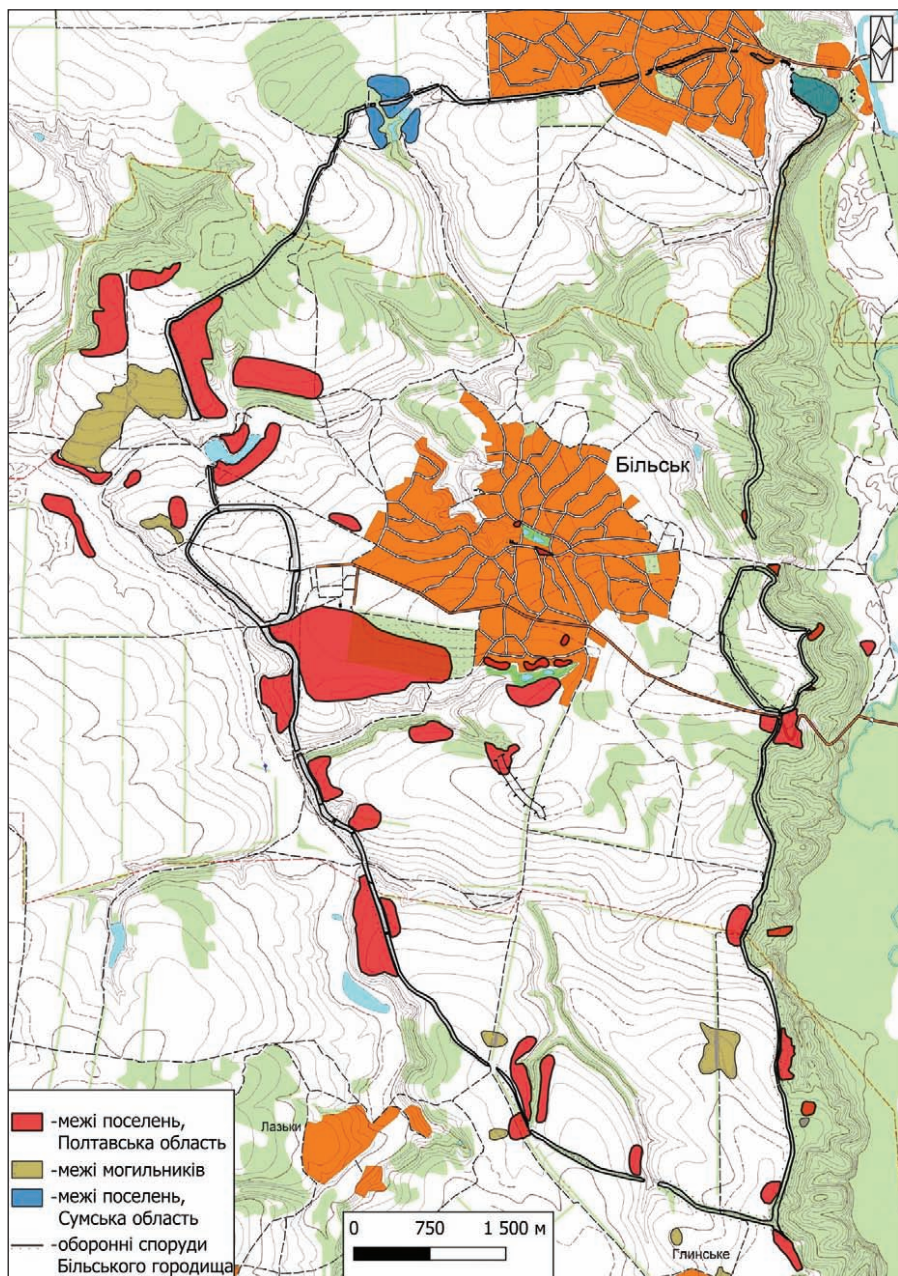 Більськ
Лазьки
Глинське
-межі поселень,
Полтавська область
-межі могильників
-межі поселень,
Сумська область
-оборонні споруди
Більського городища
0 750 1 500 м